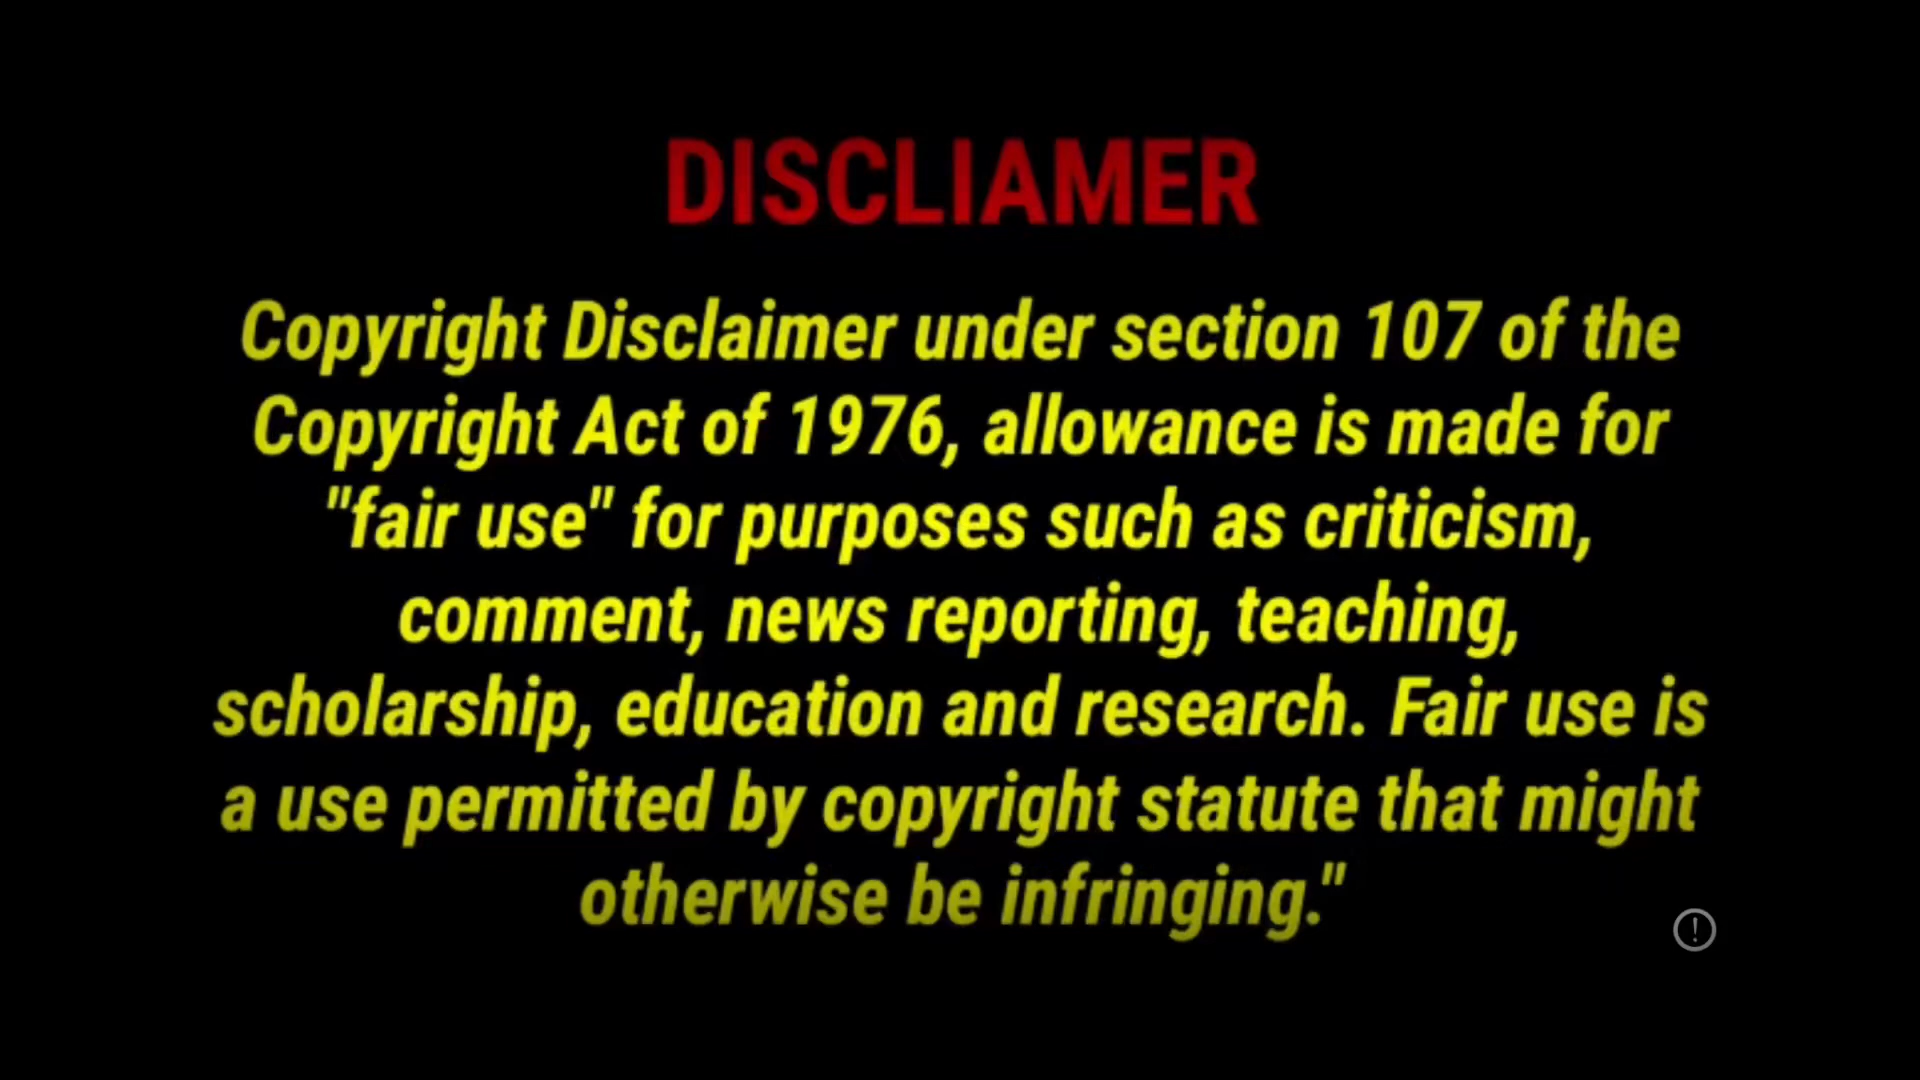 DISCLIAMER
Copyright Disclaimer under section 107 of the
Copyright Act of 1976, allowance is made for
"fair use" for purposes such as criticism,
comment, news reporting, teaching,
scholarship, education and research. Fair use is
a use permitted by copyright statute that might
otherwise be infringing."